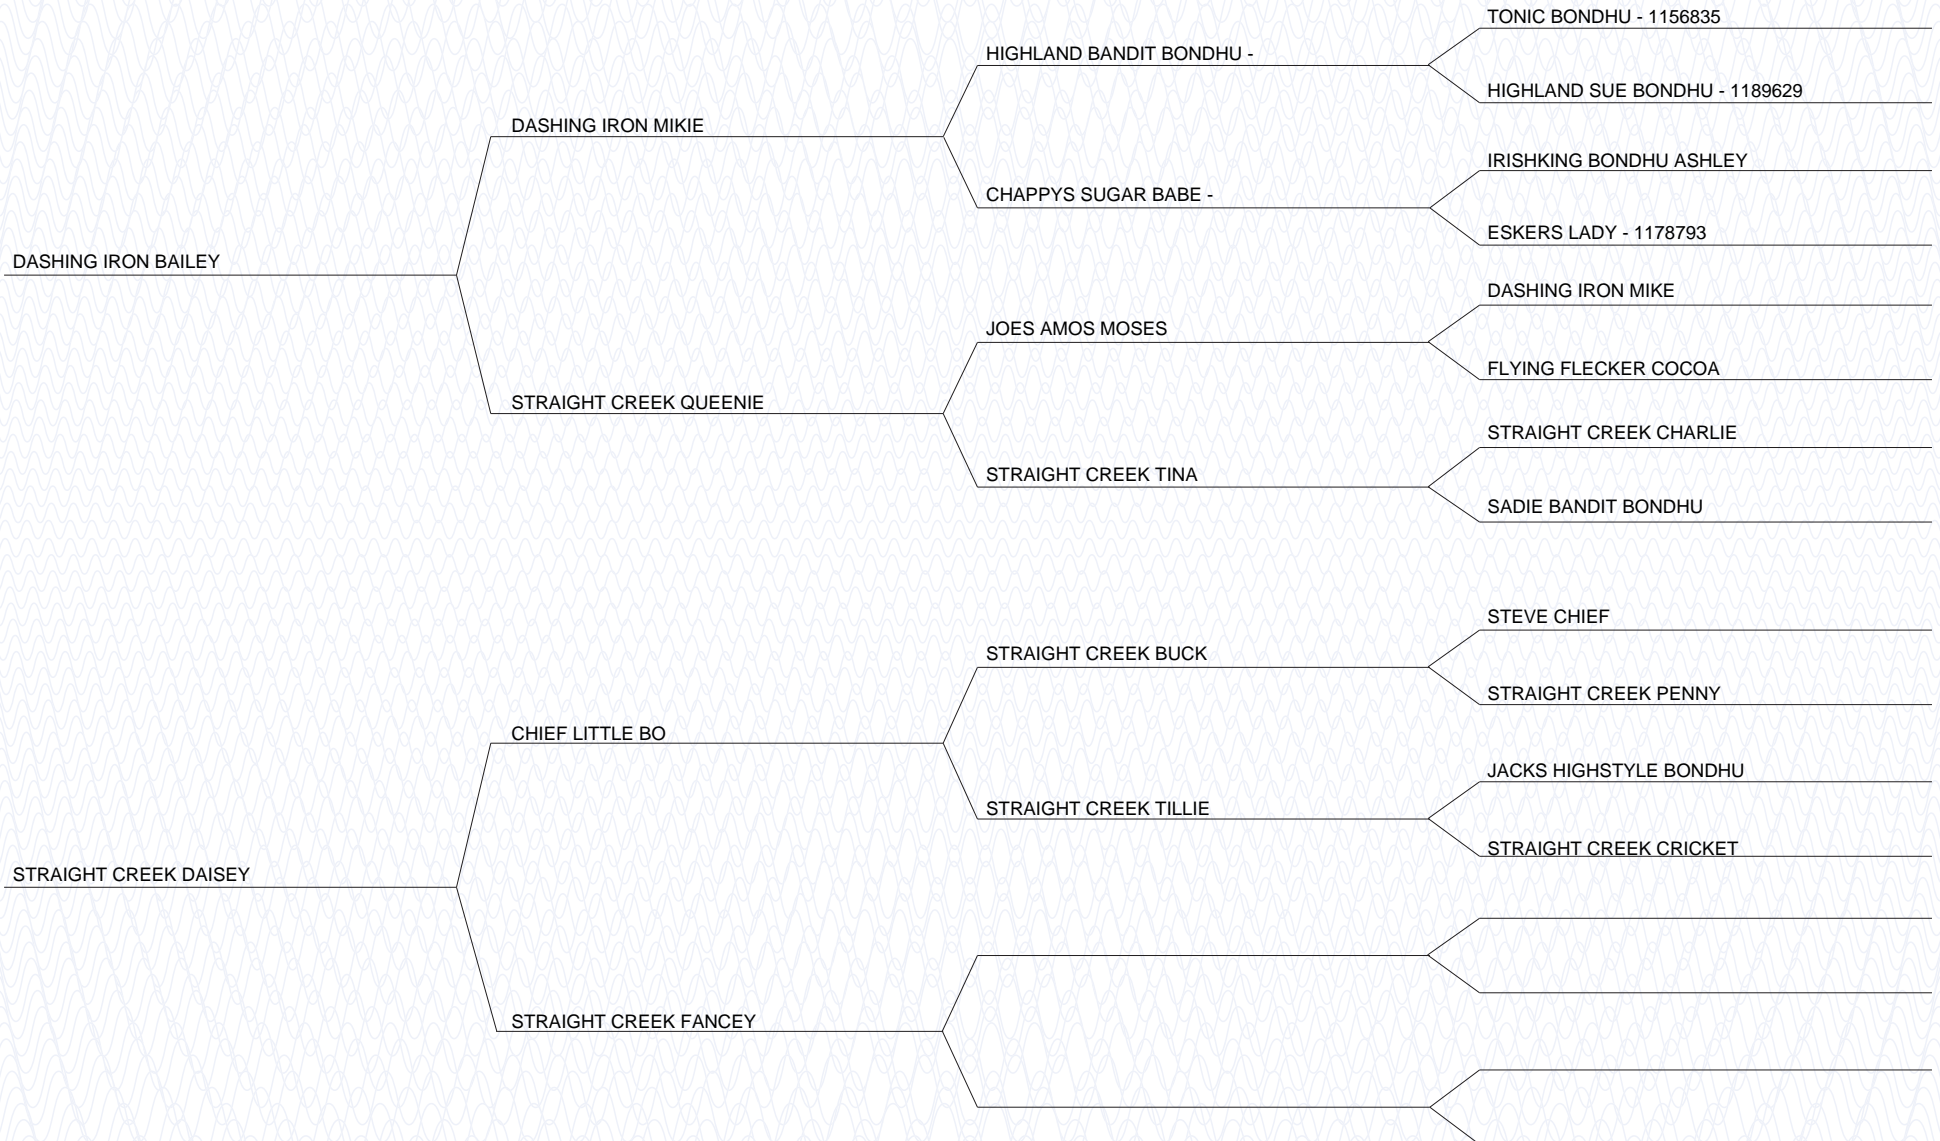 TONIC BONDHU - 1156835
HIGHLAND BANDIT BONDHU -
HIGHLAND SUE BONDHU - 1189629
DASHING IRON MIKIE
IRISHKING BONDHU ASHLEY
CHAPPYS SUGAR BABE -
ESKERS LADY - 1178793
DASHING IRON BAILEY
DASHING IRON MIKE
JOES AMOS MOSES
FLYING FLECKER COCOA
STRAIGHT CREEK QUEENIE
STRAIGHT CREEK CHARLIE
STRAIGHT CREEK TINA
SADIE BANDIT BONDHU
STEVE CHIEF
STRAIGHT CREEK BUCK
STRAIGHT CREEK PENNY
CHIEF LITTLE BO
JACKS HIGHSTYLE BONDHU
STRAIGHT CREEK TILLIE
STRAIGHT CREEK CRICKET
STRAIGHT CREEK DAISEY
STRAIGHT CREEK FANCEY